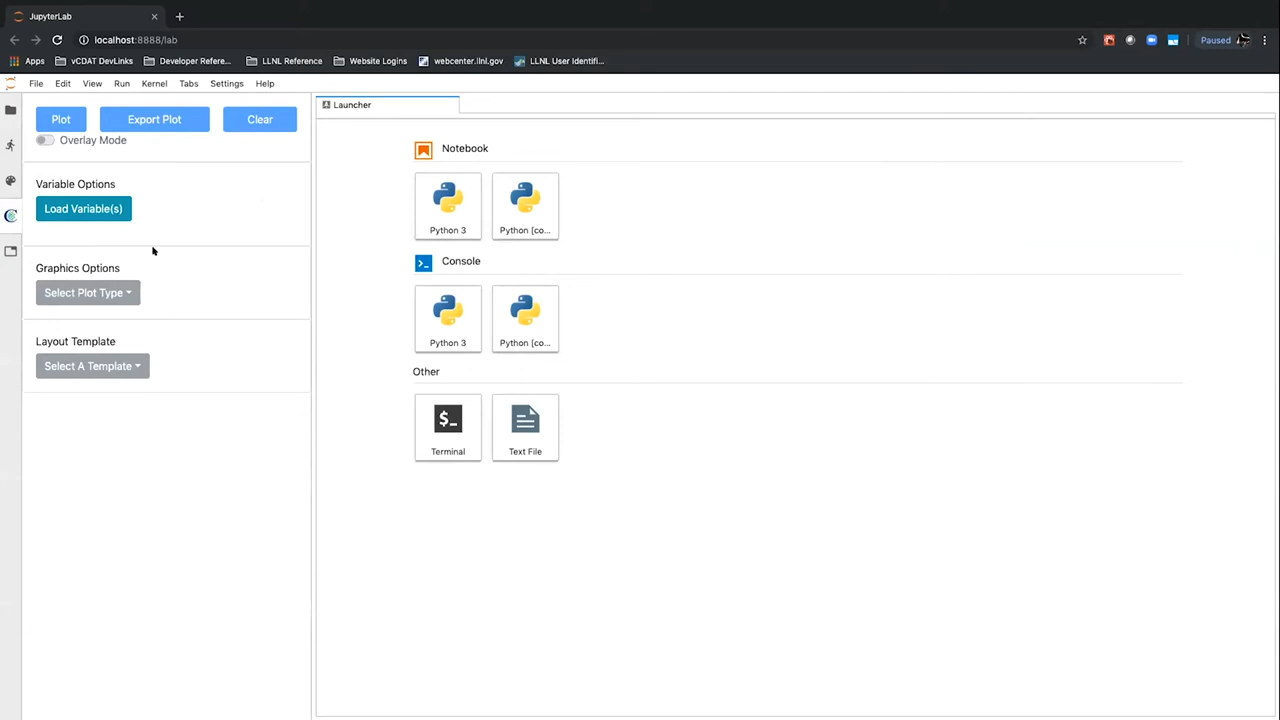 JupyterLab
localhost:8888/lab
Paused
Apps vCDAT DevLinks Developer Refere... LLNL Reference Website Logins webcenter.llnl.gov LLNL User Identifi...
File Edit View Run Kernel Tabs Settings Help
Plot Export Plot Clear
Overlay Mode
Variable Options
Load Variable(s)
Graphics Options
Select Plot Type
Layout Template
Select A Template
Launcher
Notebook
Python 3 Python [co...
Console
Python 3 Python [co...
Other
$_
Terminal Text File